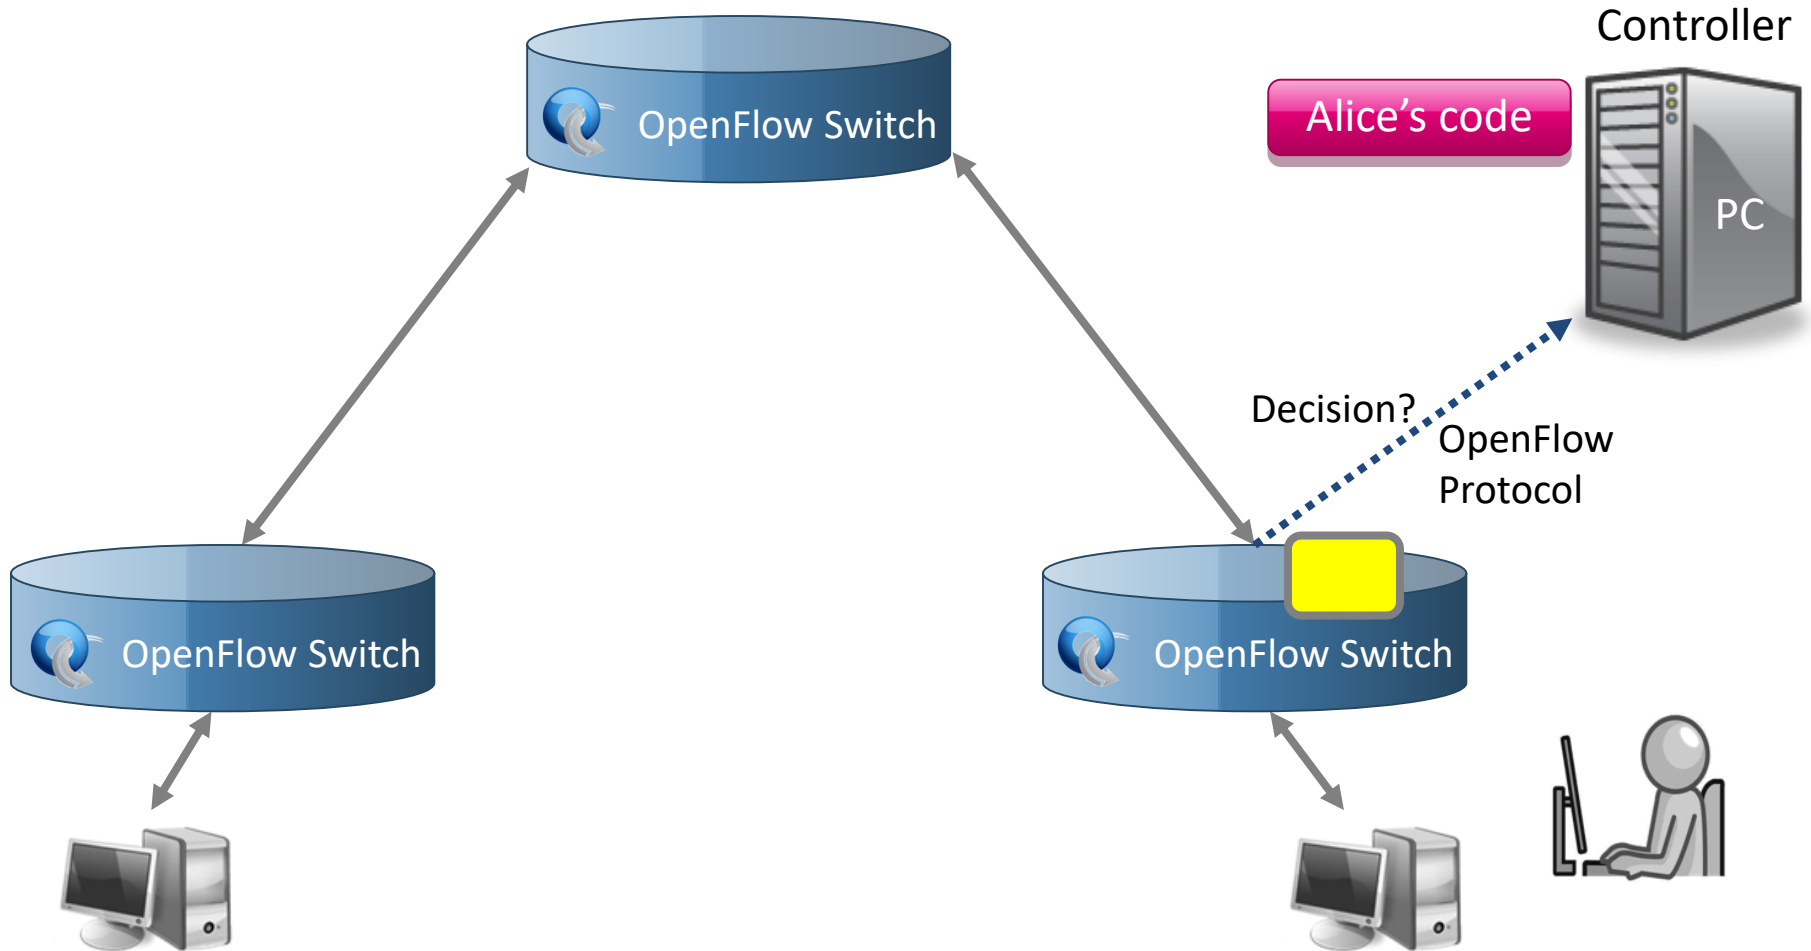 Controller
OpenFlow Switch
Alice's code
PC
Decision?
OpenFlow
Protocol
OpenFlow Switch
OpenFlow Switch